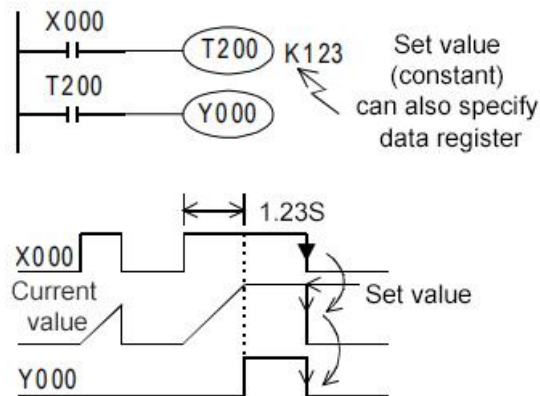 X000
T200 K123
Set value
(constant)
can also specify
data register
T200
Y000
1.23S
X000
Current
value
Set value
Y000